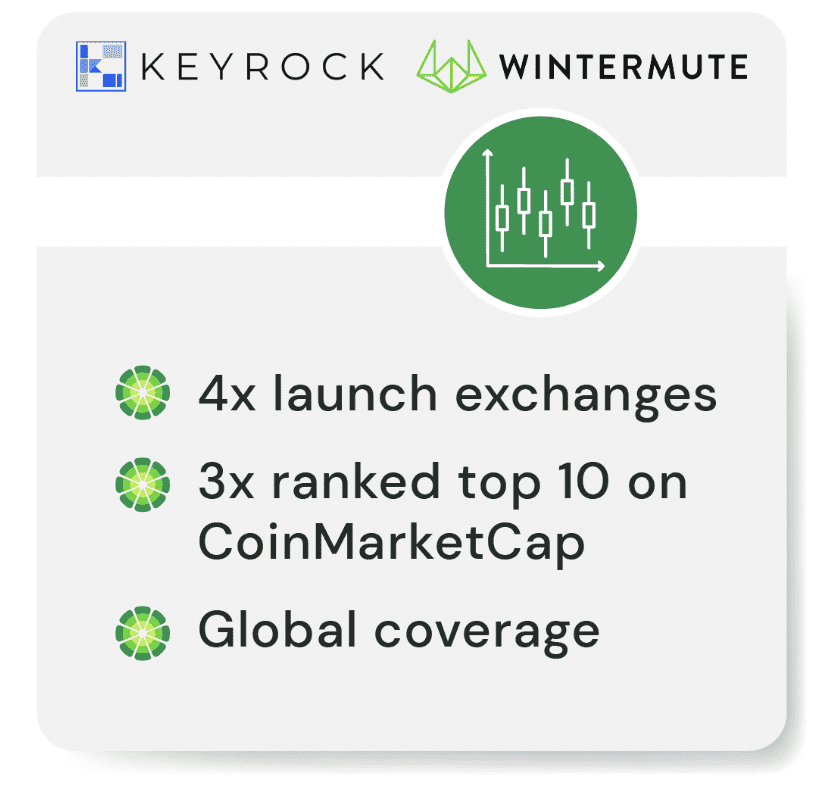 KEYROCK WINTERMUTE
4x launch exchanges
3x ranked top 10 on
CoinMarketCap
Global coverage